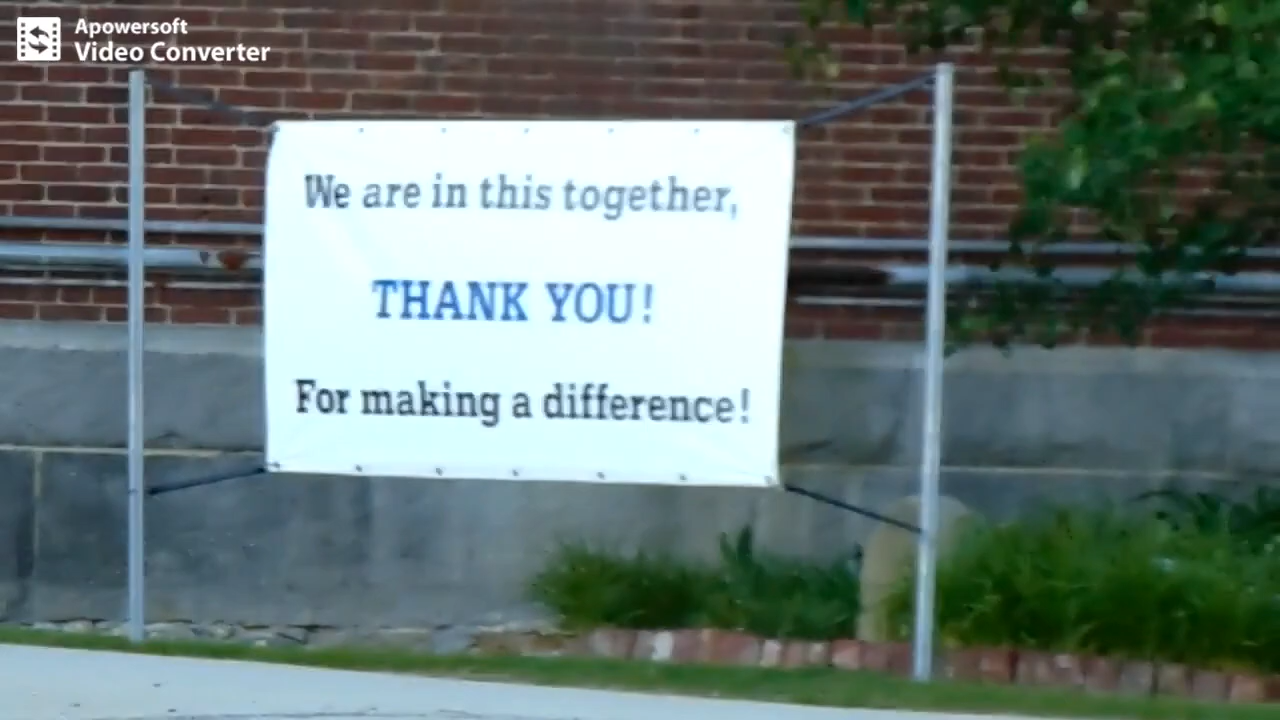 Apowersoft
Video Converter
We are in this together,
THANK YOU!
For making a difference!